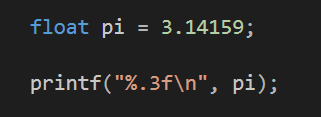 float pi = 3.14159;
printf("%.3f\n", pi);